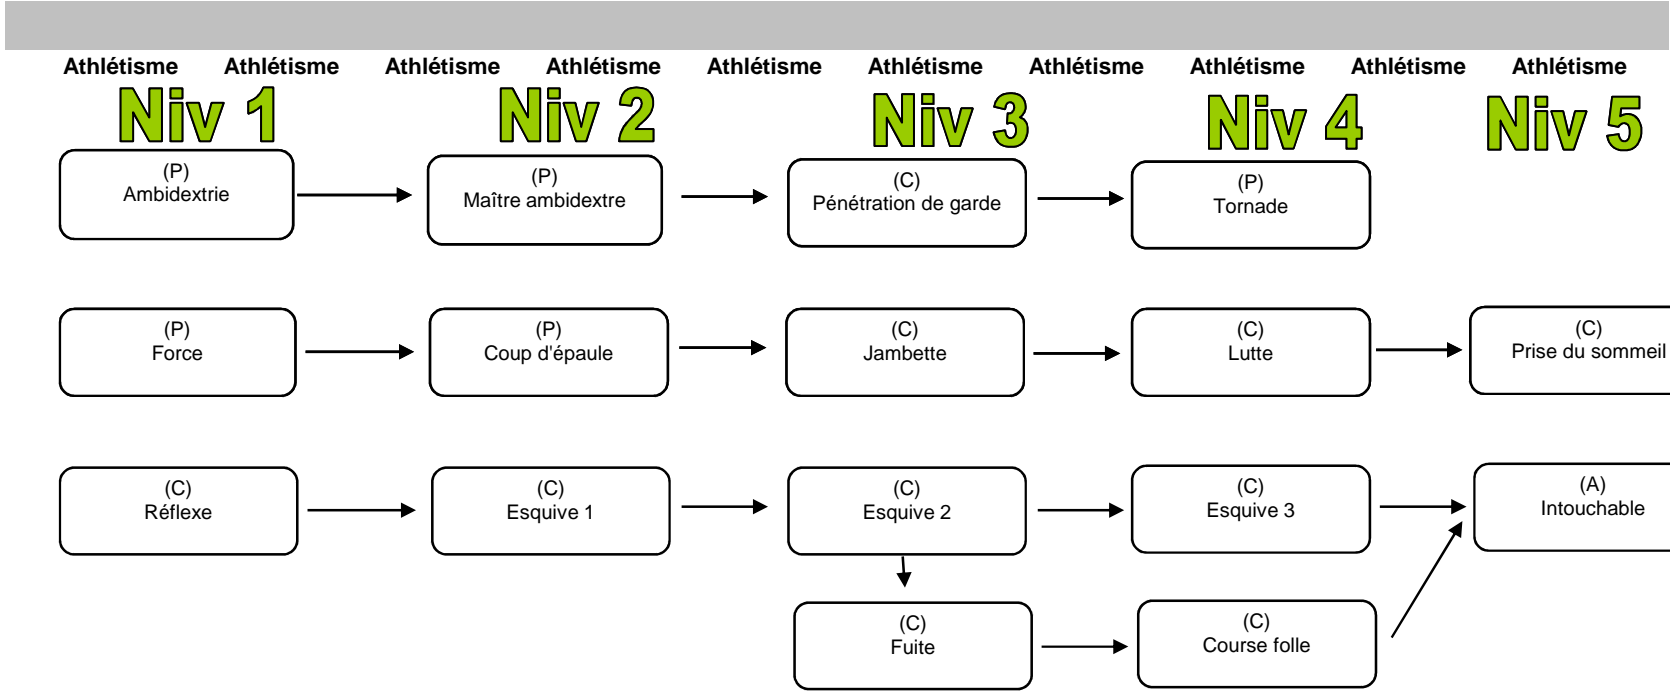 Athlétisme Athlétisme Athlétisme Athlétisme Athlétisme Athlétisme Athlétisme Athlétisme Athlétisme Athlétisme
Niv 1 Niv 2 Niv 3 Niv 4 Niv 5
(P)
Ambidextrie
(P)
Maître ambidextre
(C)
Pénétration de garde
(P)
Tornade
(P)
Force
(P)
Coup d'épaule
(C)
Jambette
(C)
Lutte
(C)
Prise du sommeil
(C)
Réflexe
(C)
Esquive 1
(C)
Esquive 2
(C)
Esquive 3
(A)
Intouchable
(C)
Fuite
(C)
Course folle